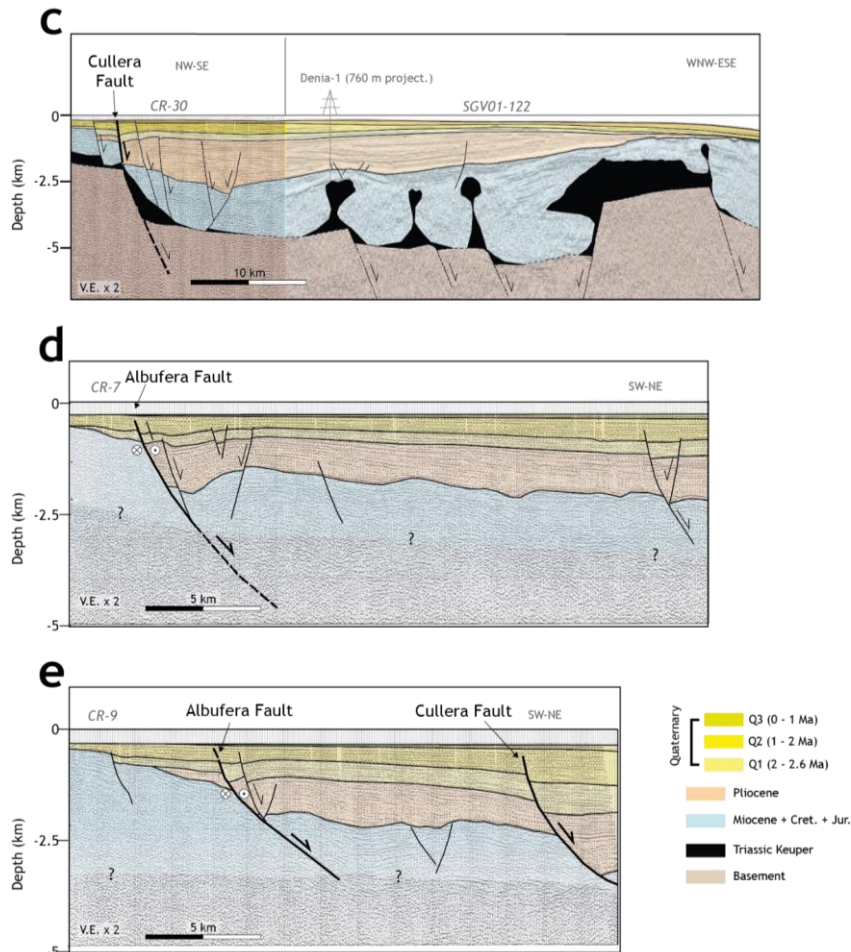 c
Cullera
Fault
NW-SE
WNW-ESE
Denia-1 (760 m project.)
CR-30
SGV01-122
0
-2.5
-5
Depth (km)
10 km
V.E. x 2
d
CR-7
Albufera Fault
SW-NE
0
-2.5
-5
Depth (km)
?
?
?
5 km
V.E. x 2
e
CR-9
Albufera Fault
Cullera Fault
SW-NE
0
-2.5
-5
Depth (km)
?
?
5 km
V.E. x 2
Quaternary
Q3 (0 - 1 Ma)
Q2 (1 - 2 Ma)
Q1 (2 - 2.6 Ma)
Pliocene
Miocene + Cret. + Jur.
Triassic Keuper
Basement